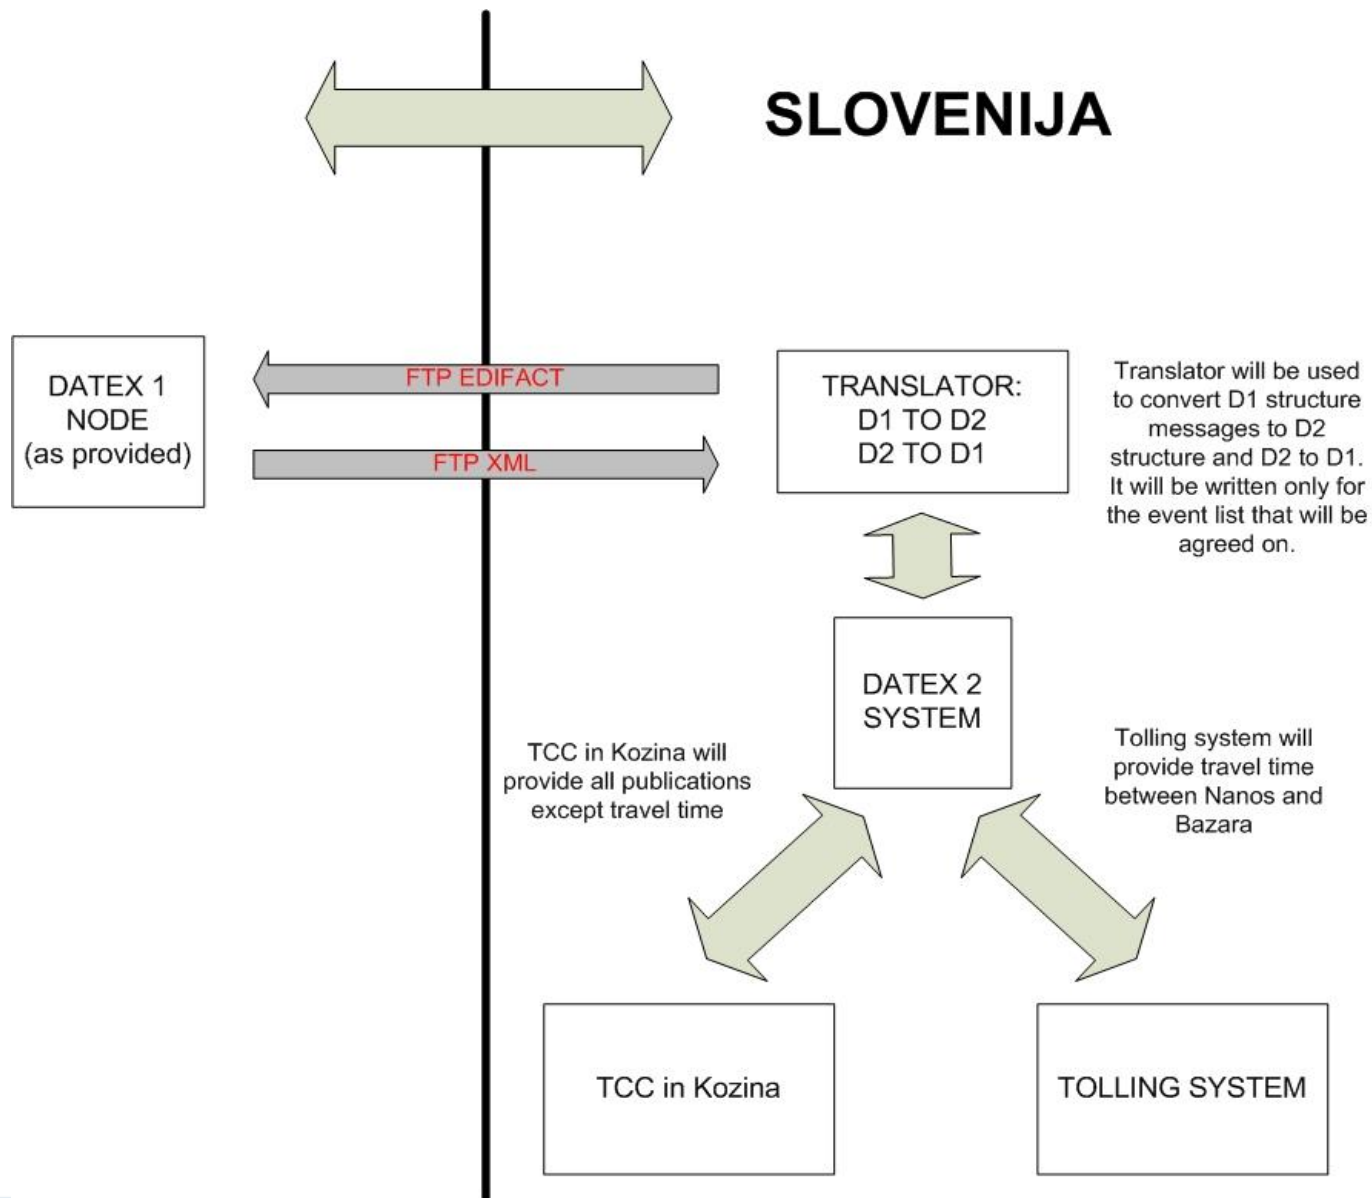 SLOVENIJA
DATEX 1
NODE
(as provided)
FTP EDIFACT
FTP XML
TRANSLATOR:
D1 TO D2
D2 TO D1
Translator will be used
to convert D1 structure
messages to D2
structure and D2 to D1.
It will be written only for
the event list that will be
agreed on.
DATEX 2
SYSTEM
TCC in Kozina will
provide all publications
except travel time
Tolling system will
provide travel time
between Nanos and
Bazara
TCC in Kozina
TOLLING SYSTEM